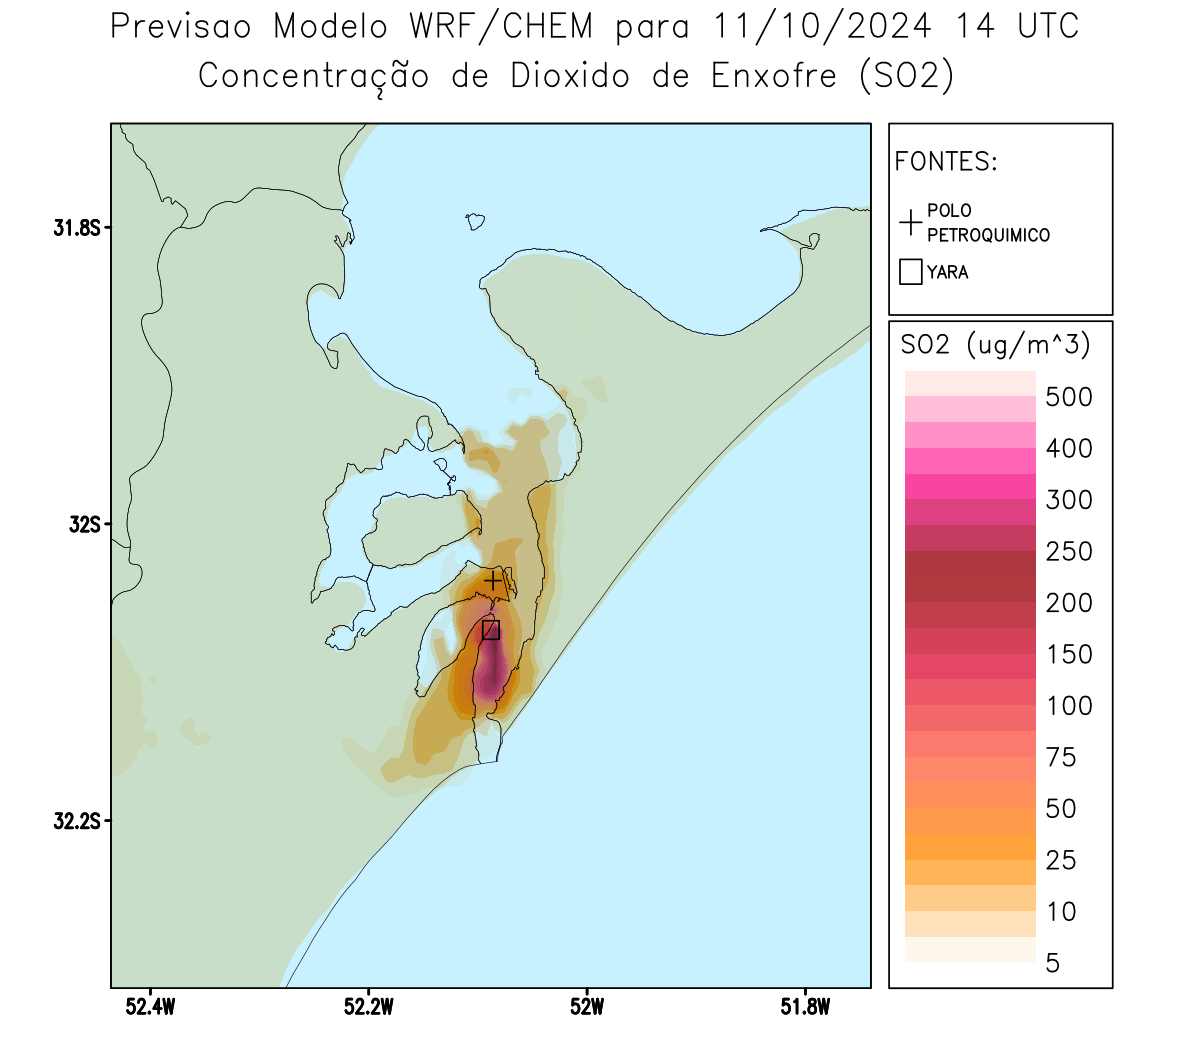 Previsao Modelo WRF/CHEM para 11/10/2024 14 UTC
Concentração de Dioxido de Enxofre (SO2)
FONTES:
POLO
PETROQUIMICO
YARA
SO2 (ug/m^3)
500
400
300
250
200
150
100
75
50
25
10
5
31.8S
32S
32.2S
52.4W
52.2W
52W
51.8W